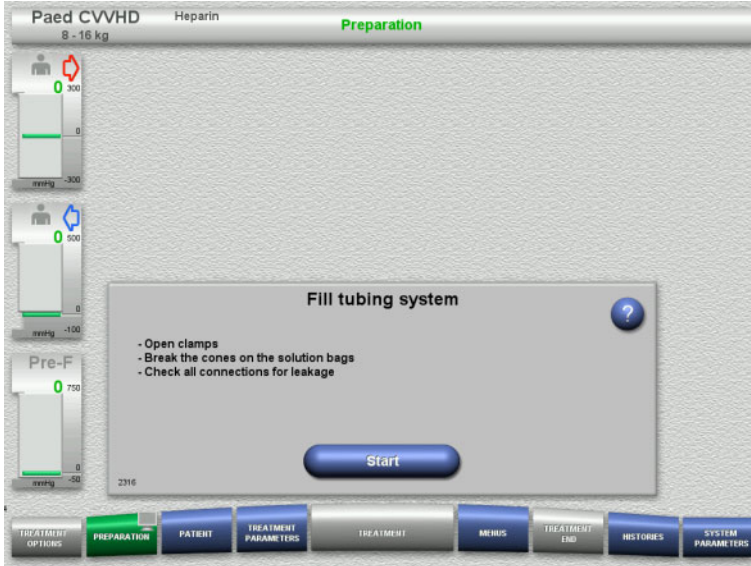 Paed CVVHD Heparin
8 - 16 kg
Preparation
0 300
0
mmHg -300
0 500
0
mmHg -100
Pre-F
0 750
0
mmHg -50
Fill tubing system
?
- Open clamps
- Break the cones on the solution bags
- Check all connections for leakage
Start
2316
TREATMENT OPTIONS
PREPARATION
PATIENT
TREATMENT PARAMETERS
TREATMENT
MENUS
TREATMENT END
HISTORIES
SYSTEM PARAMETERS